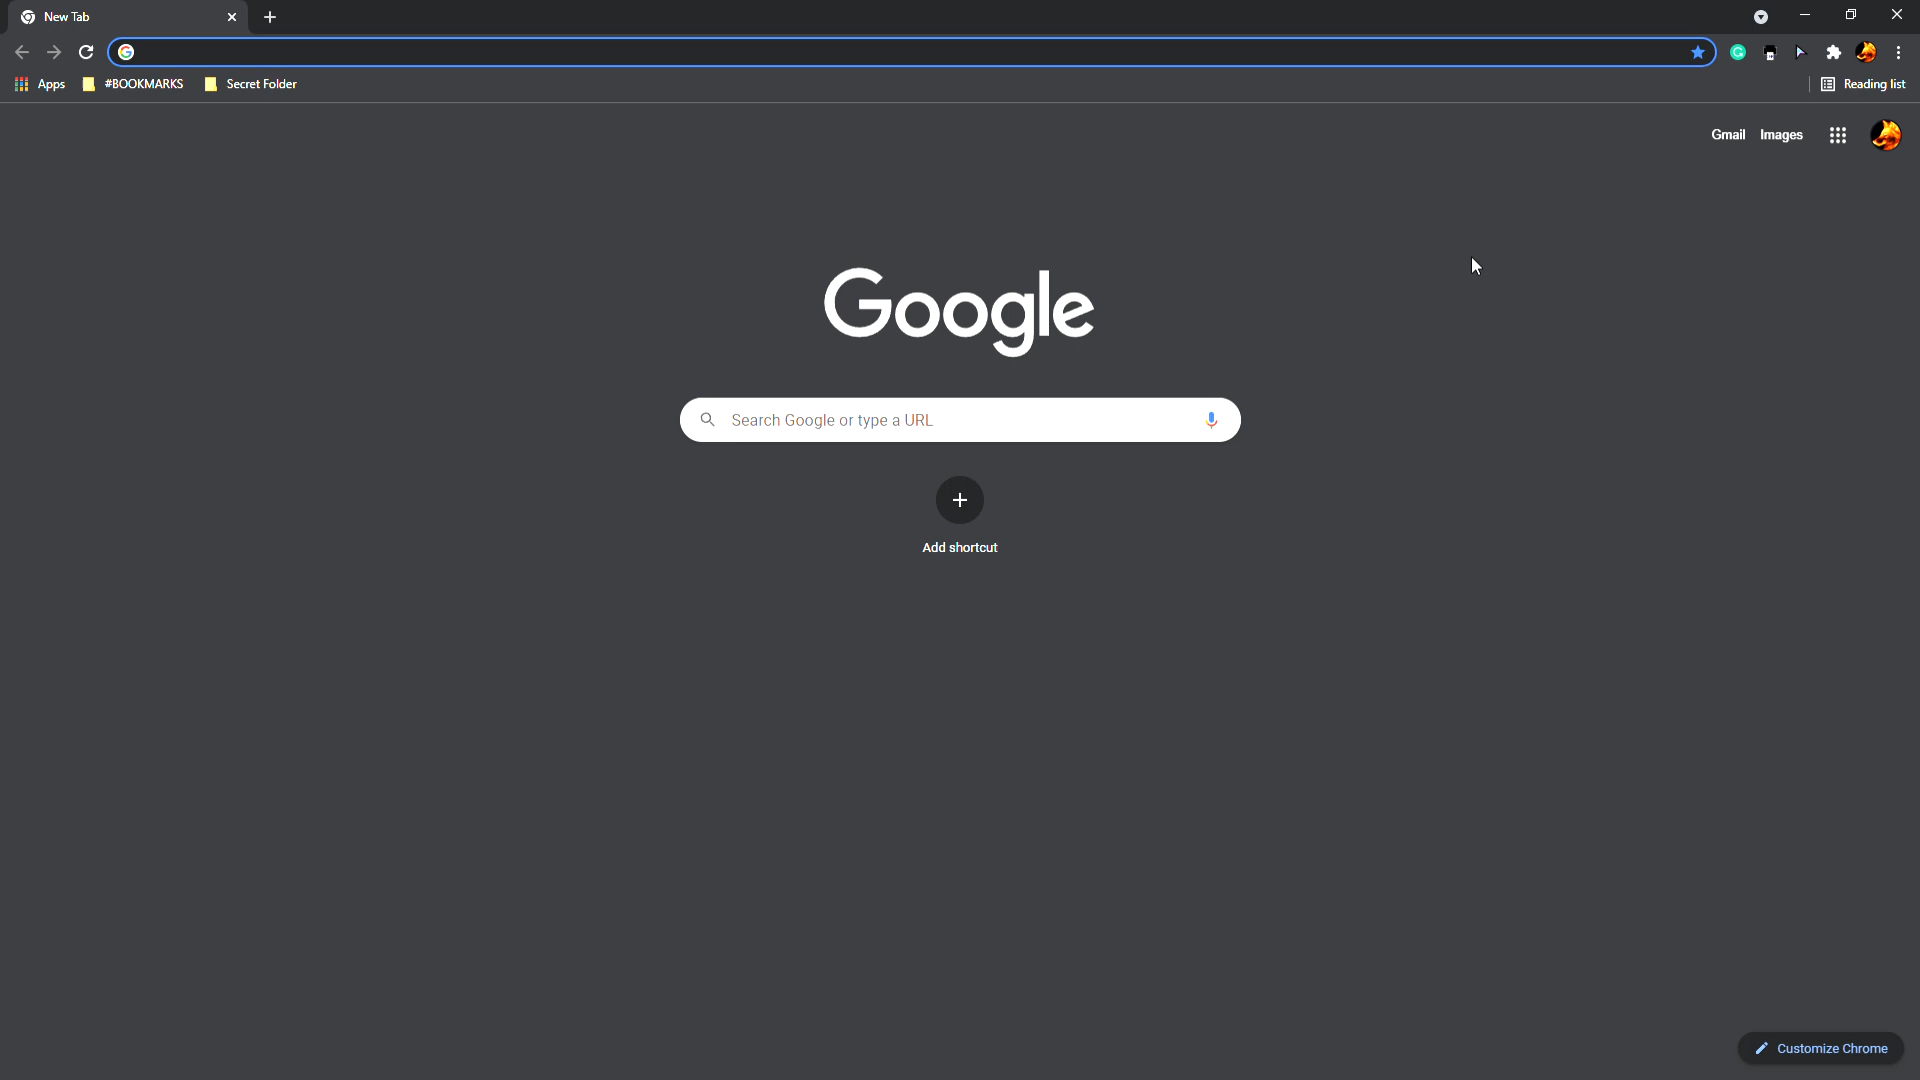 New Tab
Apps
#BOOKMARKS
Secret Folder
Reading list
Gmail
Images
Google
Search Google or type a URL
Add shortcut
Customize Chrome